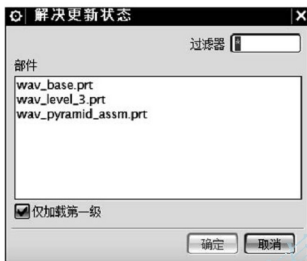 解决更新状态
过滤器
部件
wav_base.prt
wav_level_3.prt
wav_pyramid_assm.prt
仅加载第一级
确定 取消